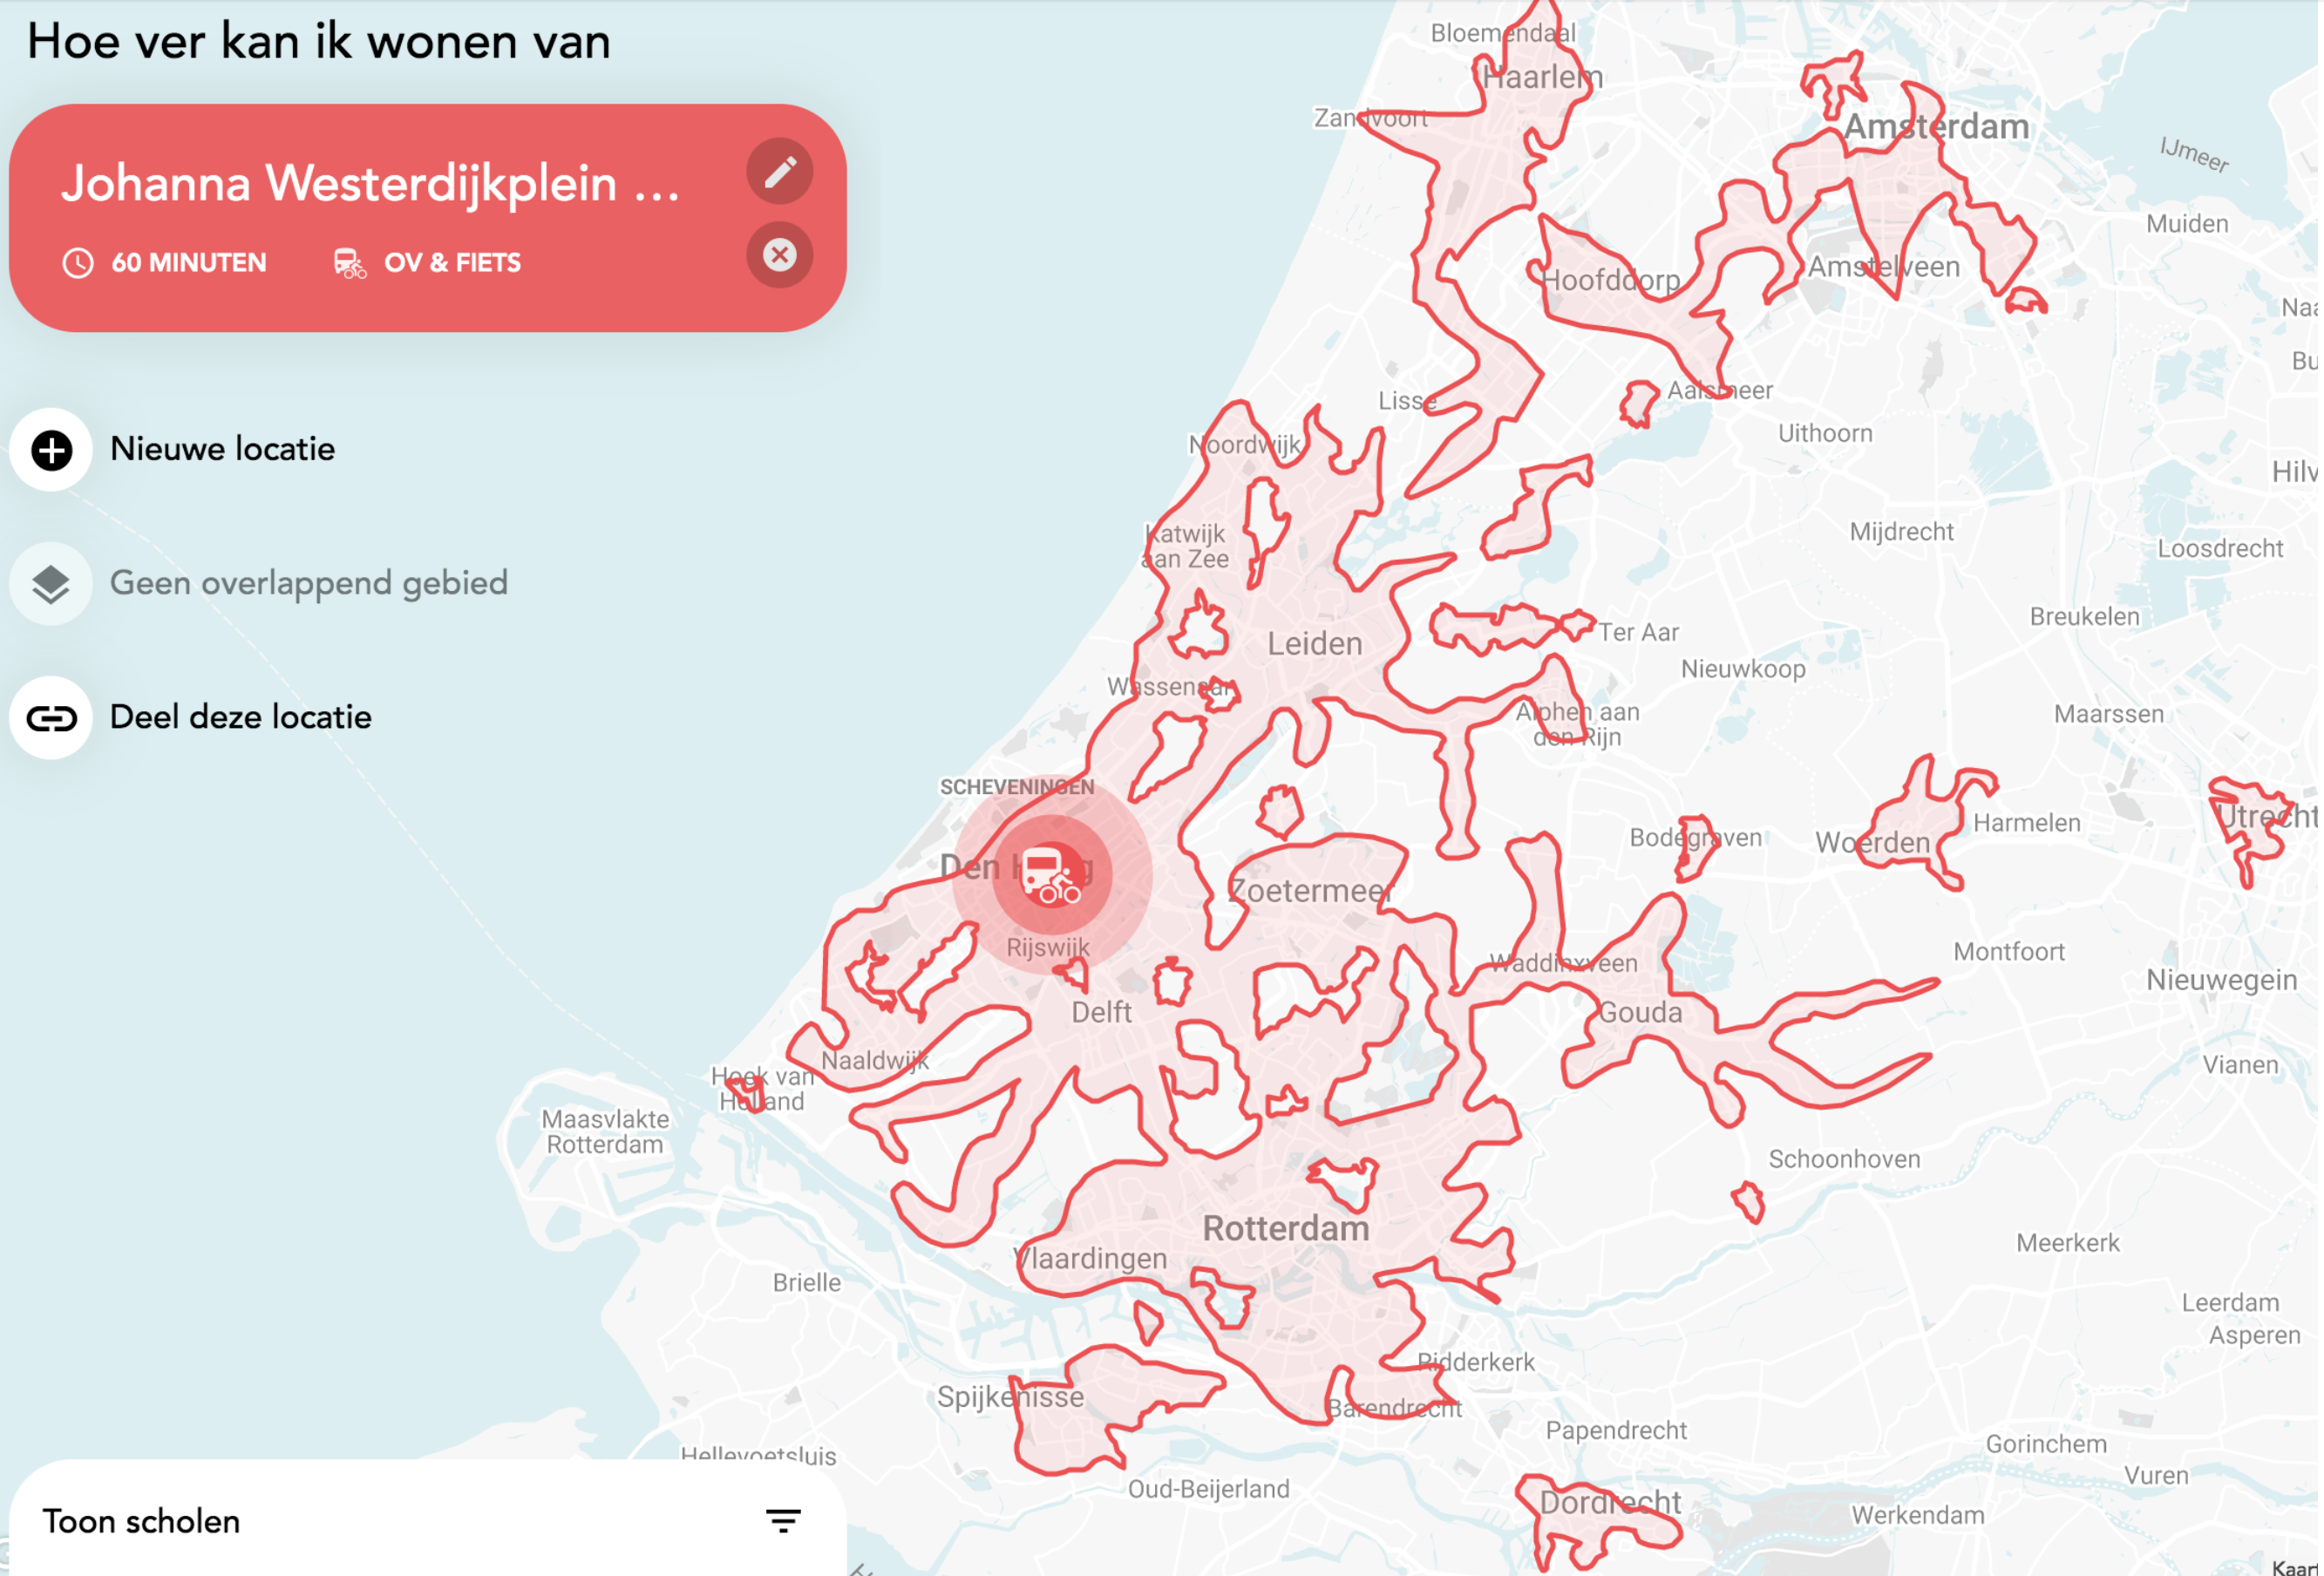 Hoe ver kan ik wonen van
Johanna Westerdijkplein ...
60 MINUTEN
OV & FIETS
Nieuwe locatie
Geen overlappend gebied
Deel deze locatie
Toon scholen
Bloemendaal
Haarlem
Zandvoort
Amsterdam
IJmeer
Muiden
Amstelveen
Hoofddorp
Naa
Bu
Aalsmeer
Lisse
Uithoorn
Noordwijk
Hilv
Katwijk
aan Zee
Mijdrecht
Loosdrecht
Breukelen
Ter Aar
Leiden
Nieuwkoop
Wassenaar
Alphen aan
den Rijn
Maarssen
SCHEVENINGEN
Utrecht
Harmelen
Bodegraven
Woerden
Den Haag
Zoetermeer
Rijswijk
Waddinxveen
Montfoort
Nieuwegein
Delft
Gouda
Naaldwijk
Vianen
Hoek van
Holland
Maasvlakte
Rotterdam
Schoonhoven
Rotterdam
Meerkerk
Vlaardingen
Brielle
Leerdam
Asperen
Ridderkerk
Spijkenisse
Barendrecht
Papendrecht
Gorinchem
Hellevoetsluis
Vuren
Oud-Beijerland
Dordrecht
Werkendam
Kaart